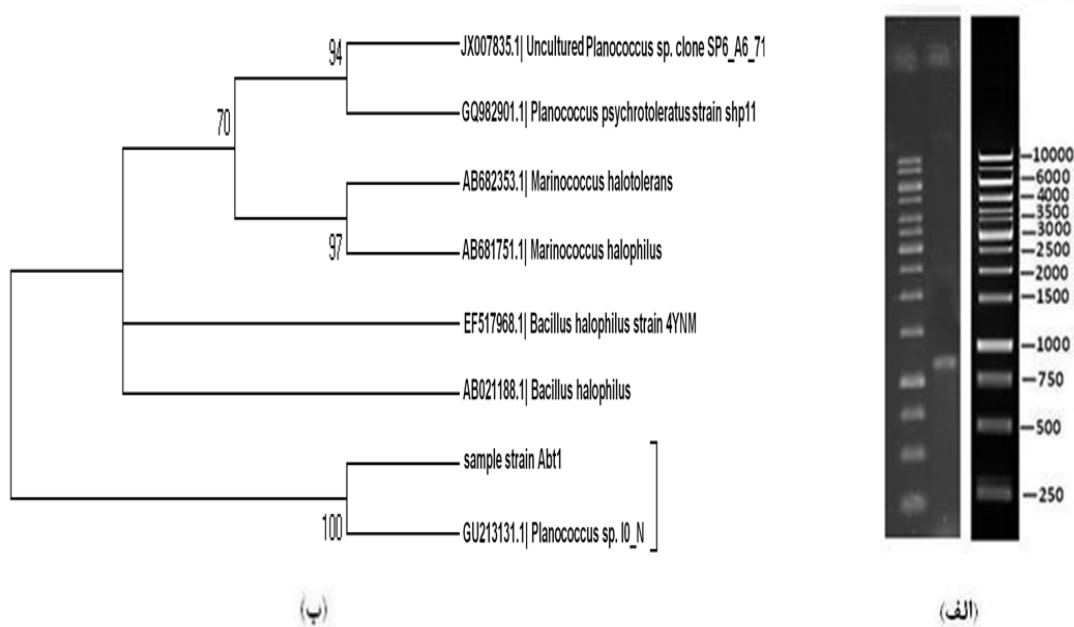 94
JX007835.1| Uncultured Planococcus sp. clone SP6_A6_71
GQ982901.1| Planococcus psychrotoleratus strain shp11
70
AB682353.1| Marinococcus halotolerans
97
AB681751.1| Marinococcus halophilus
EF517968.1| Bacillus halophilus strain 4YNM
AB021188.1| Bacillus halophilus
sample strain Abt1
100
GU213131.1| Planococcus sp. I0_N
(ب)
10000
6000
4000
3500
3000
2500
2000
1500
1000
750
500
250
(الف)